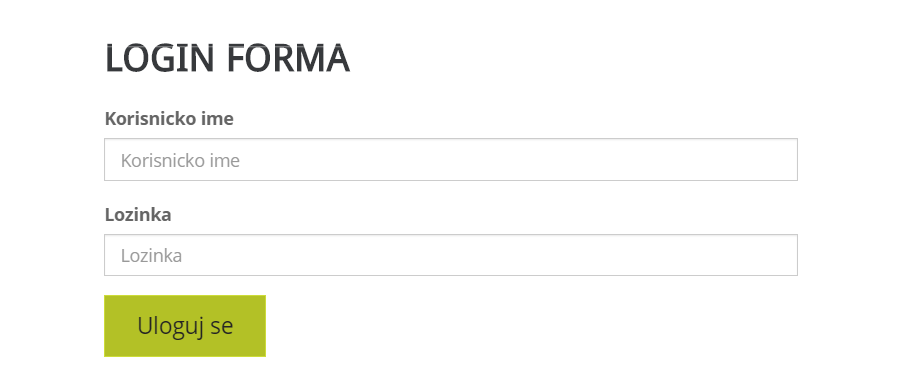 LOGIN FORMA
Korisnicko ime
Korisnicko ime
Lozinka
Lozinka
Uloguj se